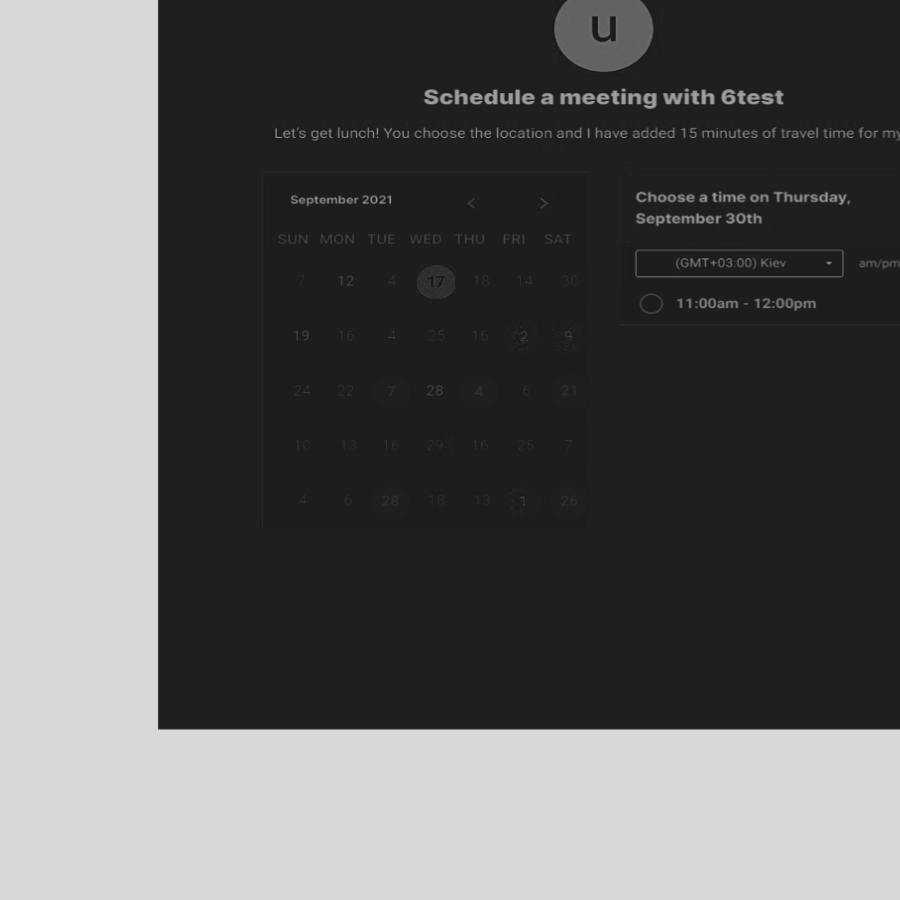 u
Schedule a meeting with 6test
Let's get lunch! You choose the location and I have added 15 minutes of travel time for my
September 2021 < >
SUN MON TUE WED THU FRI SAT
7 12 4 17 18 14 30
19 16 4 25 16 2 9
24 22 7 28 4 6 21
10 13 16 29 16 25 7
4 6 28 18 13 1 26
Choose a time on Thursday,
September 30th
(GMT+03:00) Kiev am/pm
11:00am - 12:00pm